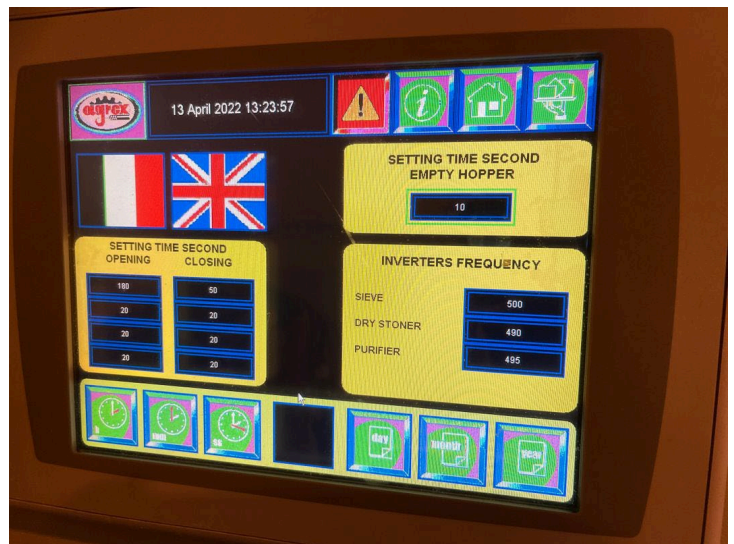 agrex
13 April 2022 13:23:57
SETTING TIME SECOND
EMPTY HOPPER
10
SETTING TIME SECOND
OPENING CLOSING
180 50
20 20
20 20
20 20
INVERTERS FREQUENCY
SIEVE 500
DRY STONER 490
PURIFIER 495
day
year